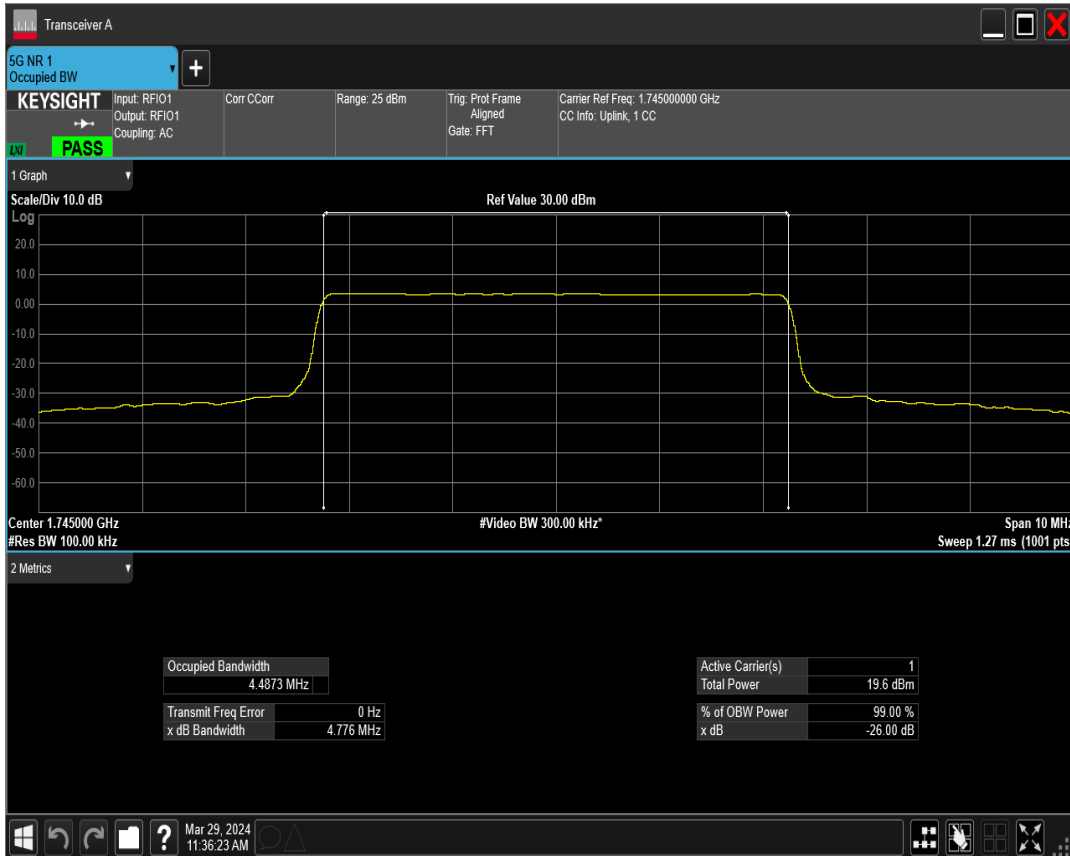 Transceiver A
5G NR 1
Occupied BW
KEYSIGHT
LXI
PASS
Input: RFIO1
Output: RFIO1
Coupling: AC
Corr CCorr
Range: 25 dBm
Trig: Prot Frame
Aligned
Gate: FFT
Carrier Ref Freq: 1.745000000 GHz
CC Info: Uplink, 1 CC
1 Graph
Scale/Div 10.0 dB
Ref Value 30.00 dBm
Log
20.0
10.0
0.00
-10.0
-20.0
-30.0
-40.0
-50.0
-60.0
Center 1.745000 GHz
#Video BW 300.00 kHz*
Span 10 MHz
#Res BW 100.00 kHz
Sweep 1.27 ms (1001 pts
2 Metrics
Occupied Bandwidth
4.4873 MHz
Transmit Freq Error 0 Hz
x dB Bandwidth 4.776 MHz
Active Carrier(s) 1
Total Power 19.6 dBm
% of OBW Power 99.00 %
x dB -26.00 dB
?
Mar 29, 2024
11:36:23 AM